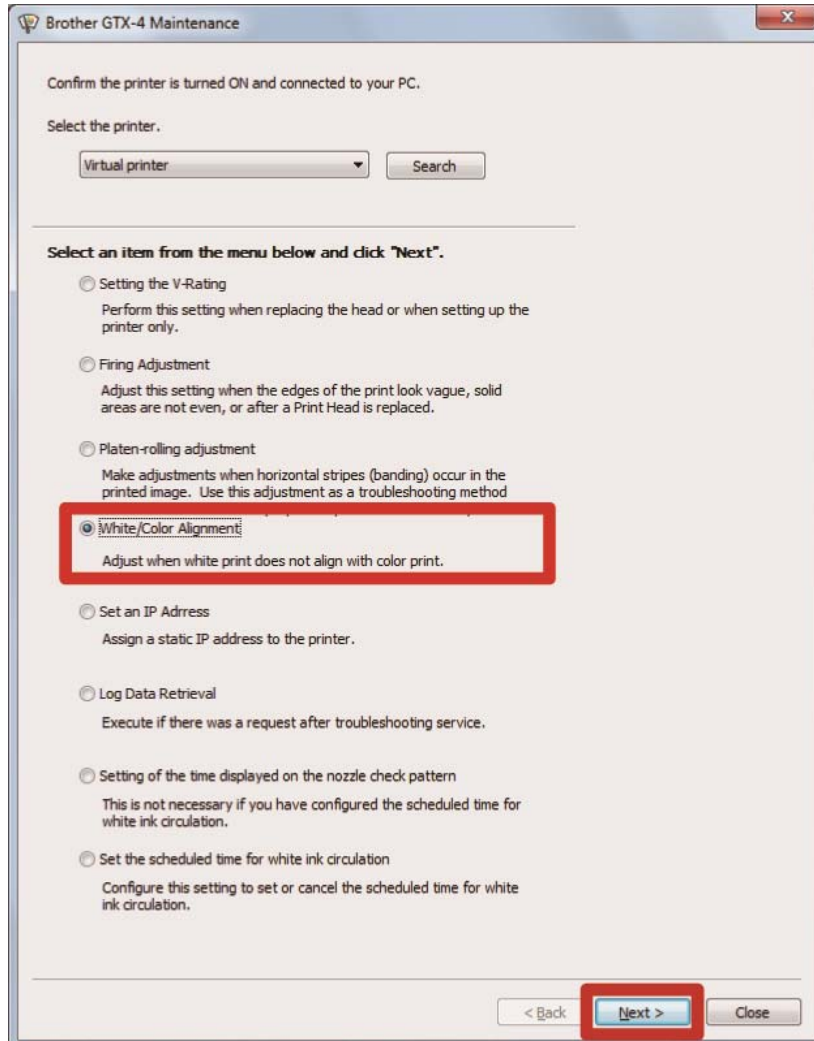 Brother GTX-4 Maintenance
Confirm the printer is turned ON and connected to your PC.
Select the printer.
Virtual printer Search
Select an item from the menu below and click "Next".
Setting the V-Rating
Perform this setting when replacing the head or when setting up the
printer only.
Firing Adjustment
Adjust this setting when the edges of the print look vague, solid
areas are not even, or after a Print Head is replaced.
Platen-rolling adjustment
Make adjustments when horizontal stripes (banding) occur in the
printed image. Use this adjustment as a troubleshooting method
White/Color Alignment
Adjust when white print does not align with color print.
Set an IP Adrress
Assign a static IP address to the printer.
Log Data Retrieval
Execute if there was a request after troubleshooting service.
Setting of the time displayed on the nozzle check pattern
This is not necessary if you have configured the scheduled time for
white ink circulation.
Set the scheduled time for white ink circulation
Configure this setting to set or cancel the scheduled time for white
ink circulation.
< Back Next > Close